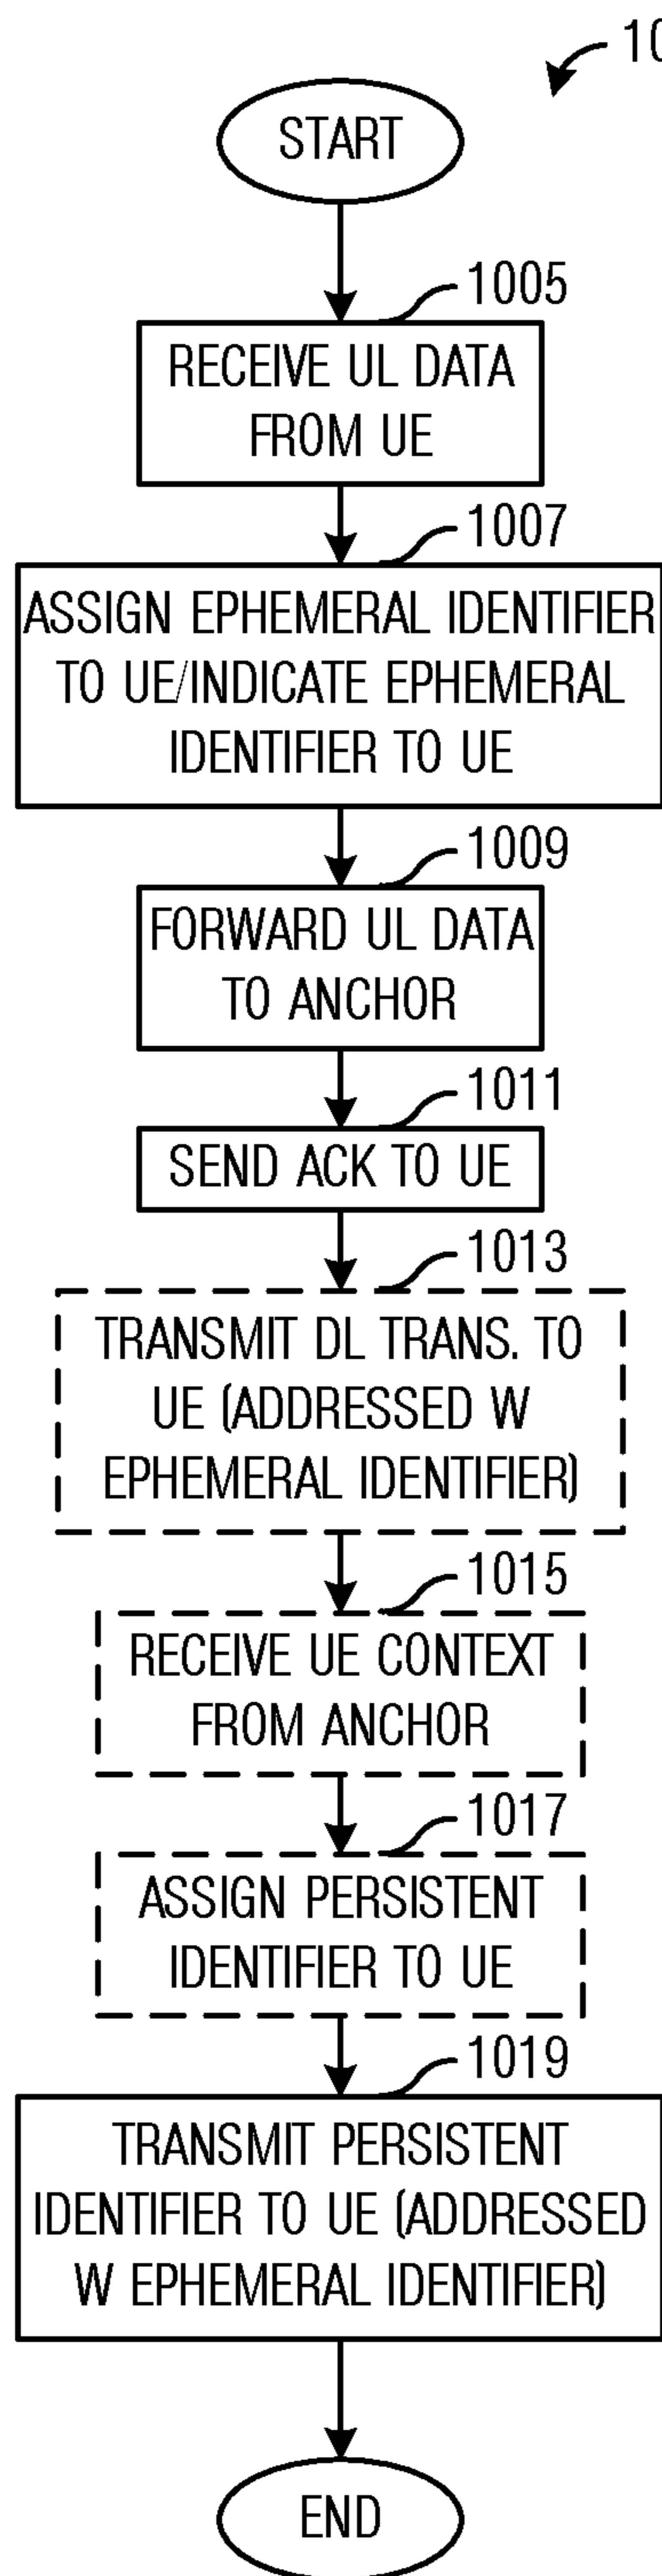 START
1005
RECEIVE UL DATA
FROM UE
1007
ASSIGN EPHEMERAL IDENTIFIER
TO UE/INDICATE EPHEMERAL
IDENTIFIER TO UE
1009
FORWARD UL DATA
TO ANCHOR
1011
SEND ACK TO UE
1013
TRANSMIT DL TRANS. TO
UE (ADDRESSED W
EPHEMERAL IDENTIFIER)
1015
RECEIVE UE CONTEXT
FROM ANCHOR
1017
ASSIGN PERSISTENT
IDENTIFIER TO UE
1019
TRANSMIT PERSISTENT
IDENTIFIER TO UE (ADDRESSED
W EPHEMERAL IDENTIFIER)
END